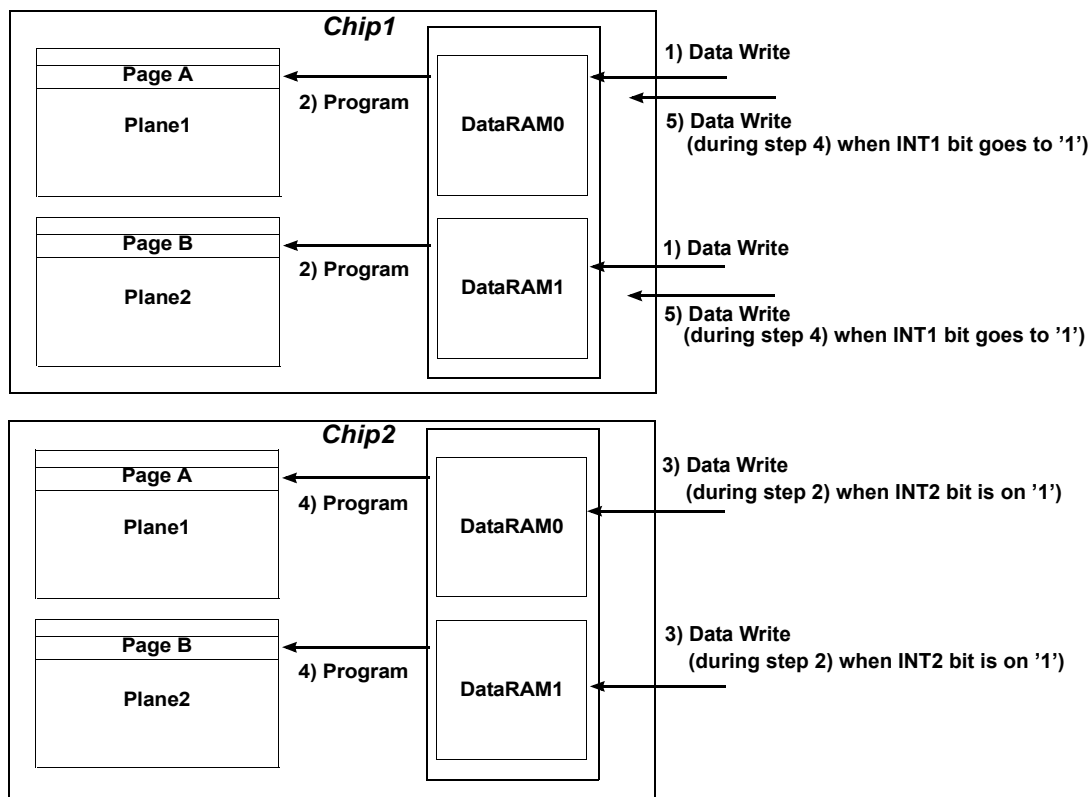 Chip1
Page A
1) Data Write
2) Program
Plane1
DataRAM0
5) Data Write
(during step 4) when INT1 bit goes to ’1’)
Page B
1) Data Write
2) Program
Plane2
DataRAM1
5) Data Write
(during step 4) when INT1 bit goes to ’1’)
Chip2
Page A
3) Data Write
(during step 2) when INT2 bit is on ’1’)
4) Program
Plane1
DataRAM0
Page B
3) Data Write
(during step 2) when INT2 bit is on ’1’)
4) Program
Plane2
DataRAM1